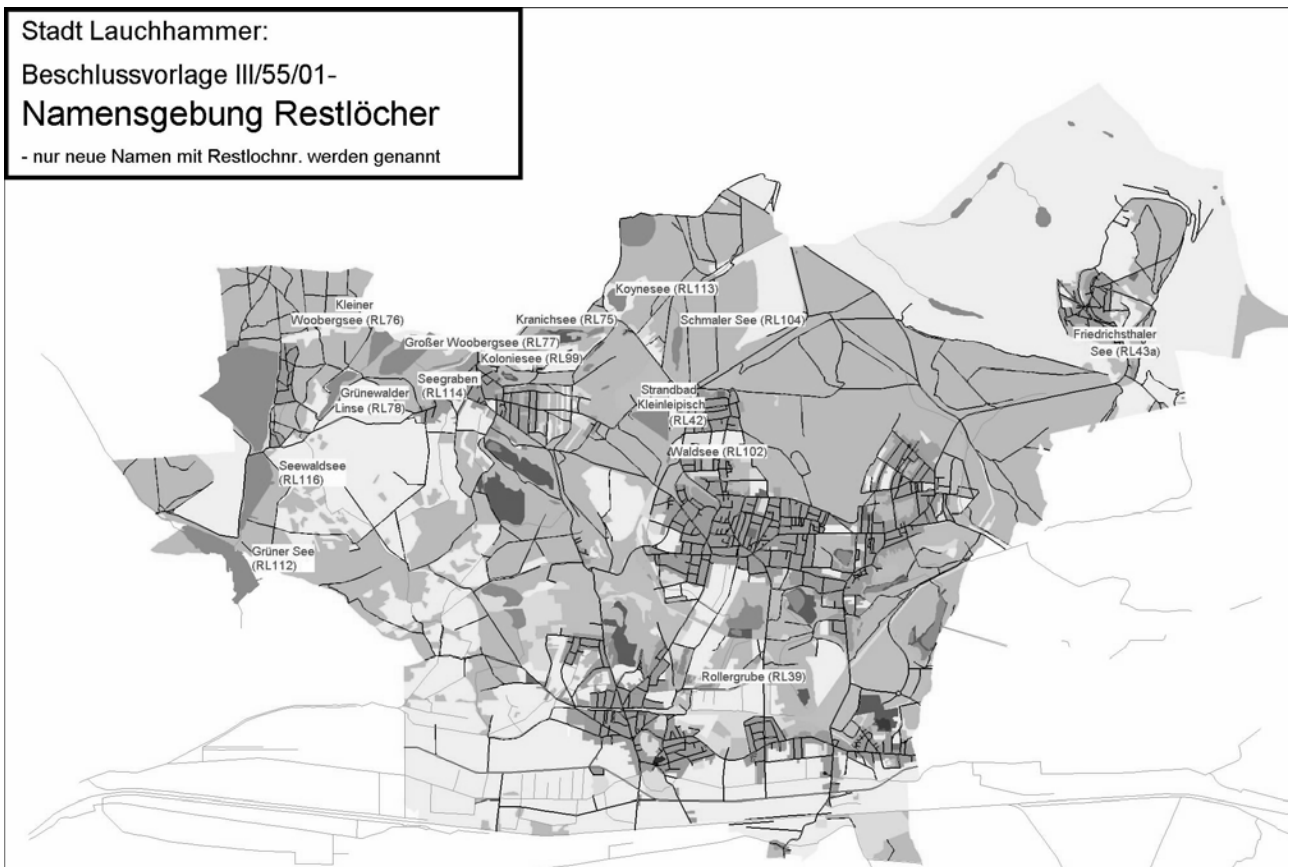 Stadt Lauchhammer:
Beschlussvorlage III/55/01-
Namensgebung Restlöcher
- nur neue Namen mit Restlochnr. werden genannt
Koynesee (RL113)
Kleiner
Woobergsee (RL76)
Kranichsee (RL75)
Schmaler See (RL104)
Großer Woobergsee (RL77)
Koloniesee (RL99)
Friedrichsthaler
See (RL43a)
Seegraben
(RL114)
Grünewalder
Linse (RL78)
Strandbad
Kleinleipisch
(RL42)
Waldsee (RL102)
Seewaldsee
(RL116)
Grüner See
(RL112)
Rollergrube (RL39)